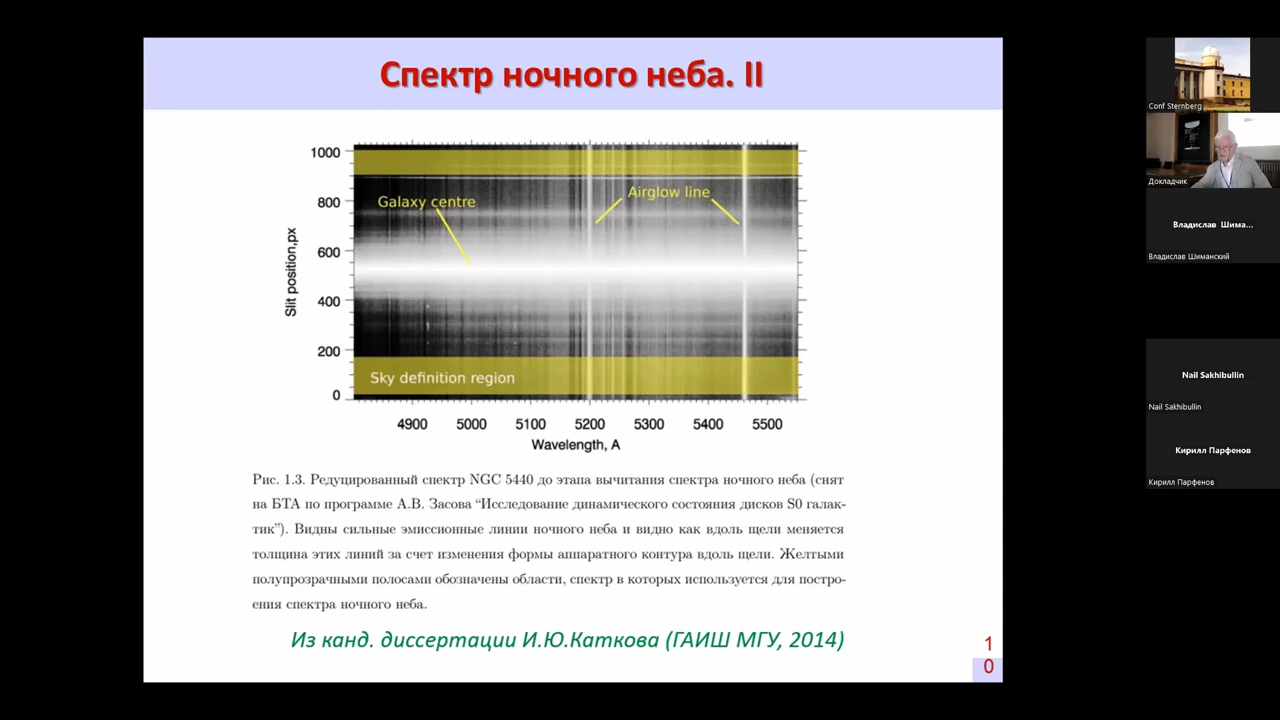 Спектр ночного неба. II
1000
800
600
400
200
0
Slit position,px
Galaxy centre
Airglow line
Sky definition region
4900 5000 5100 5200 5300 5400 5500
Wavelength, A
Рис. 1.3. Редуцированный спектр NGC 5440 до этапа вычитания спектра ночного неба (снят
на БТА по программе А.В. Засова “Исследование динамического состояния дисков S0 галак-
тик”). Видны сильные эмиссионные линии ночного неба и видно как вдоль щели меняется
толщина этих линий за счет изменения формы аппаратного контура вдоль щели. Желтыми
полупрозрачными полосами обозначены области, спектр в которых используется для постро-
ения спектра ночного неба.
Из канд. диссертации И.Ю.Каткова (ГАИШ МГУ, 2014)
1
0
Conf Sternberg
Докладчик
Владислав Шима...
Владислав Шиманский
Nail Sakhibullin
Nail Sakhibullin
Кирилл Парфенов
Кирилл Парфенов